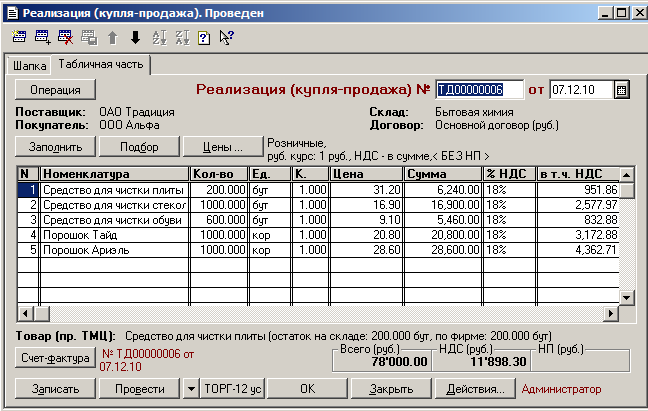 Реализация (купля-продажа). Проведен
Шапка Табличная часть
Операция Реализация (купля-продажа) № ТД00000006 от 07.12.10
Поставщик: ОАО Традиция Склад: Бытовая химия
Покупатель: ООО Альфа Договор: Основной договор (руб.)
Заполнить Подбор Цены ... Розничные,
руб. курс: 1 руб., НДС - в сумме,< БЕЗ НП >
N Номенклатура Кол-во Ед. К. Цена Сумма % НДС в т.ч. НДС
1 Средство для чистки плиты 200.000 бут 1.000 31.20 6,240.00 18% 951.86
2 Средство для чистки стекол 1000.000 бут 1.000 16.90 16,900.00 18% 2,577.97
3 Средство для чистки обуви 600.000 бут 1.000 9.10 5,460.00 18% 832.88
4 Порошок Тайд 1000.000 кор 1.000 20.80 20,800.00 18% 3,172.88
5 Порошок Ариэль 1000.000 кор 1.000 28.60 28,600.00 18% 4,362.71
Товар (пр. ТМЦ): Средство для чистки плиты (остаток на складе: 200.000 бут, по фирме: 200.000 бут)
Счет-фактура № ТД00000006 от
07.12.10
Всего (руб.) НДС (руб.) НП (руб.)
78'000.00 11'898.30
Записать Провести ТОРГ-12 ус OK Закрыть Действия... Администратор